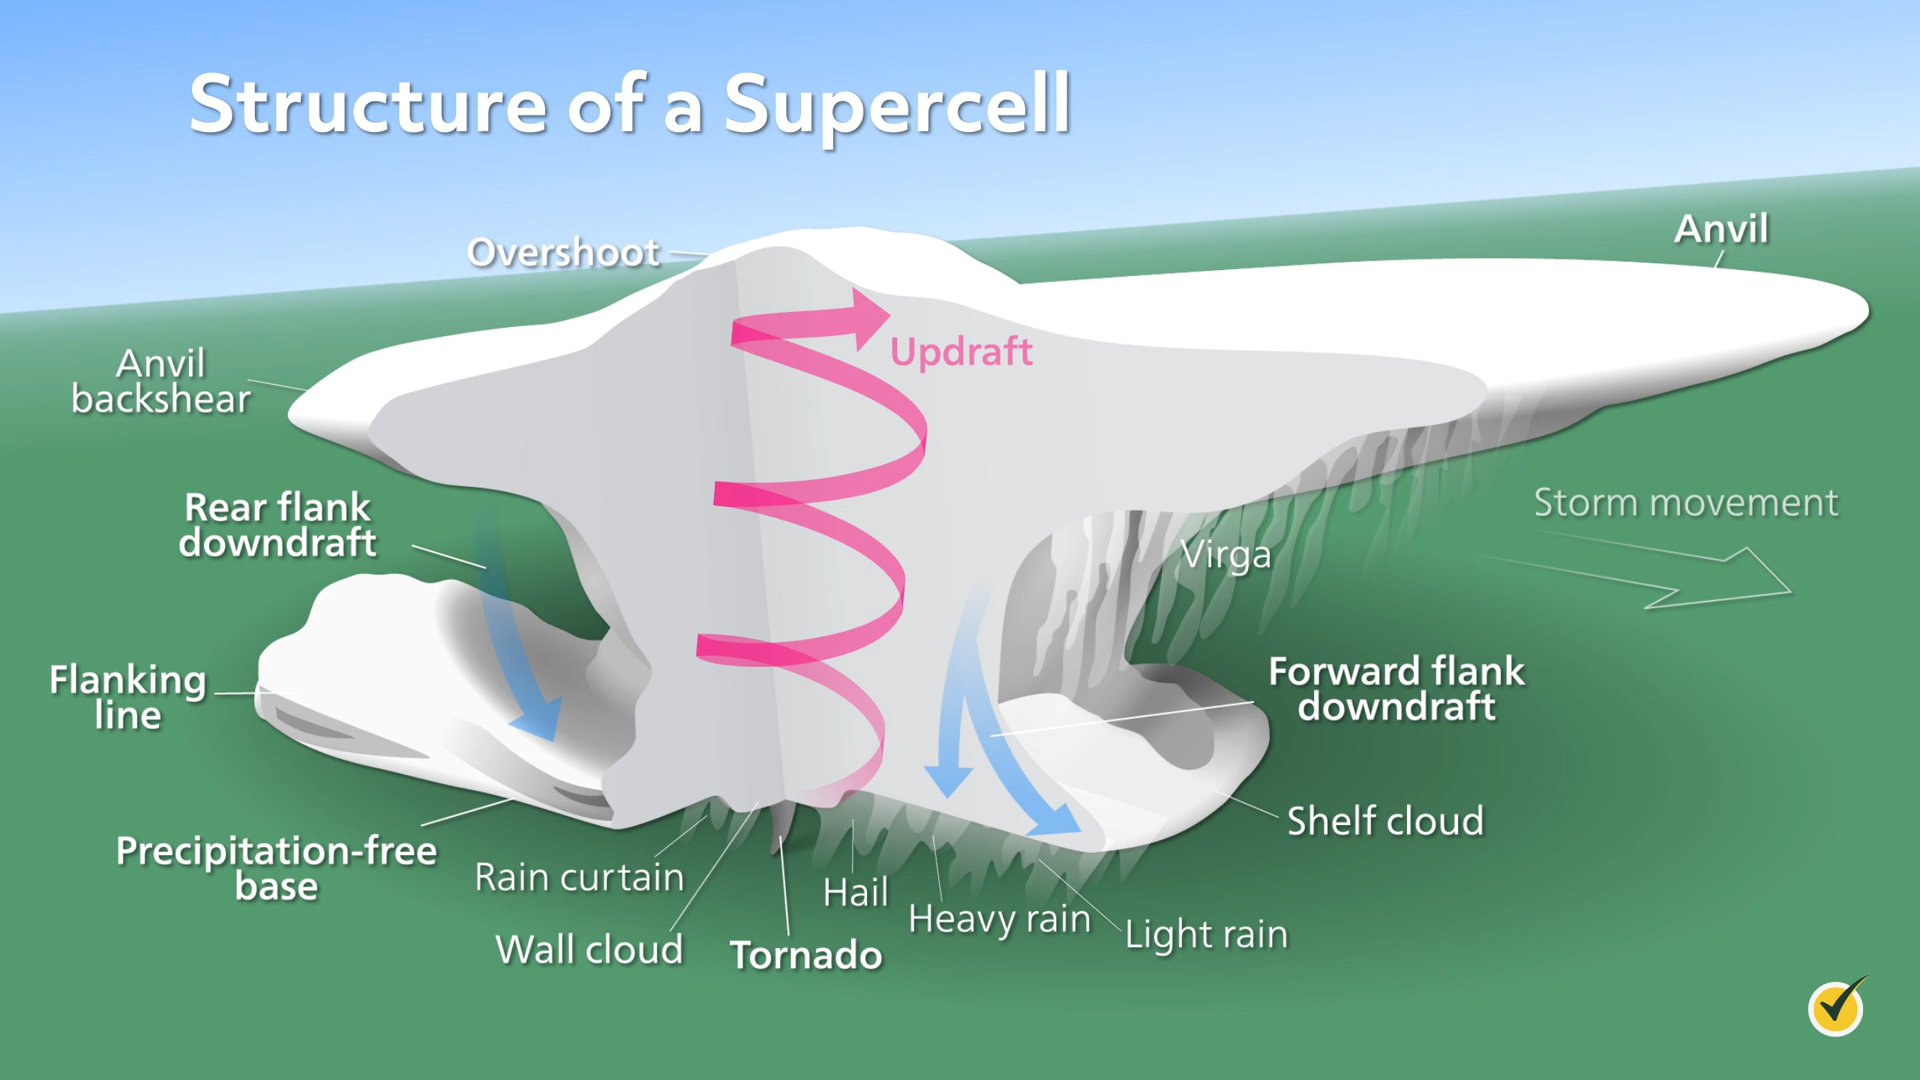 Structure of a Supercell
Overshoot
Anvil
Updraft
Anvil
backshear
Rear flank
downdraft
Storm movement
Virga
Flanking
line
Forward flank
downdraft
Shelf cloud
Precipitation-free
base
Rain curtain
Hail
Heavy rain
Light rain
Wall cloud
Tornado